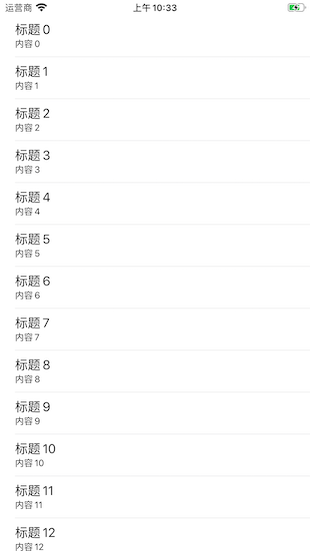 运营商 上午10:33
标题 0
内容 0
标题 1
内容 1
标题 2
内容 2
标题 3
内容 3
标题 4
内容 4
标题 5
内容 5
标题 6
内容 6
标题 7
内容 7
标题 8
内容 8
标题 9
内容 9
标题 10
内容 10
标题 11
内容 11
标题 12
内容 12